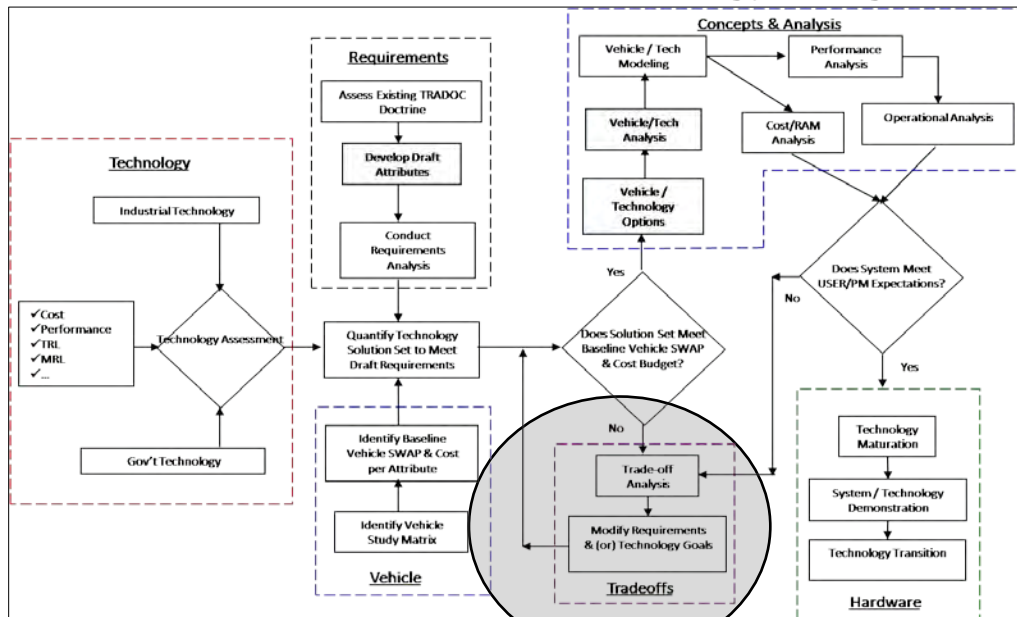 Concepts & Analysis
Vehicle / Tech
Modeling
Performance
Analysis
Vehicle/Tech
Analysis
Cost/RAM
Analysis
Operational Analysis
Vehicle /
Technology
Options
Requirements
Assess Existing TRADOC
Doctrine
Develop Draft
Attributes
Conduct
Requirements
Analysis
Technology
Industrial Technology
✓Cost
✓Performance
✓TRL
✓MRL
✓...
Technology Assessment
Gov't Technology
Quantify Technology
Solution Set to Meet
Draft Requirements
Identify Baseline
Vehicle SWAP & Cost
per Attribute
Identify Vehicle
Study Matrix
Vehicle
Yes
Does Solution Set Meet
Baseline Vehicle SWAP
& Cost Budget?
No
Trade-off
Analysis
Modify Requirements
& (or) Technology Goals
Tradeoffs
Does System Meet
USER/PM Expectations?
No
Yes
Technology
Maturation
System / Technology
Demonstration
Technology Transition
Hardware